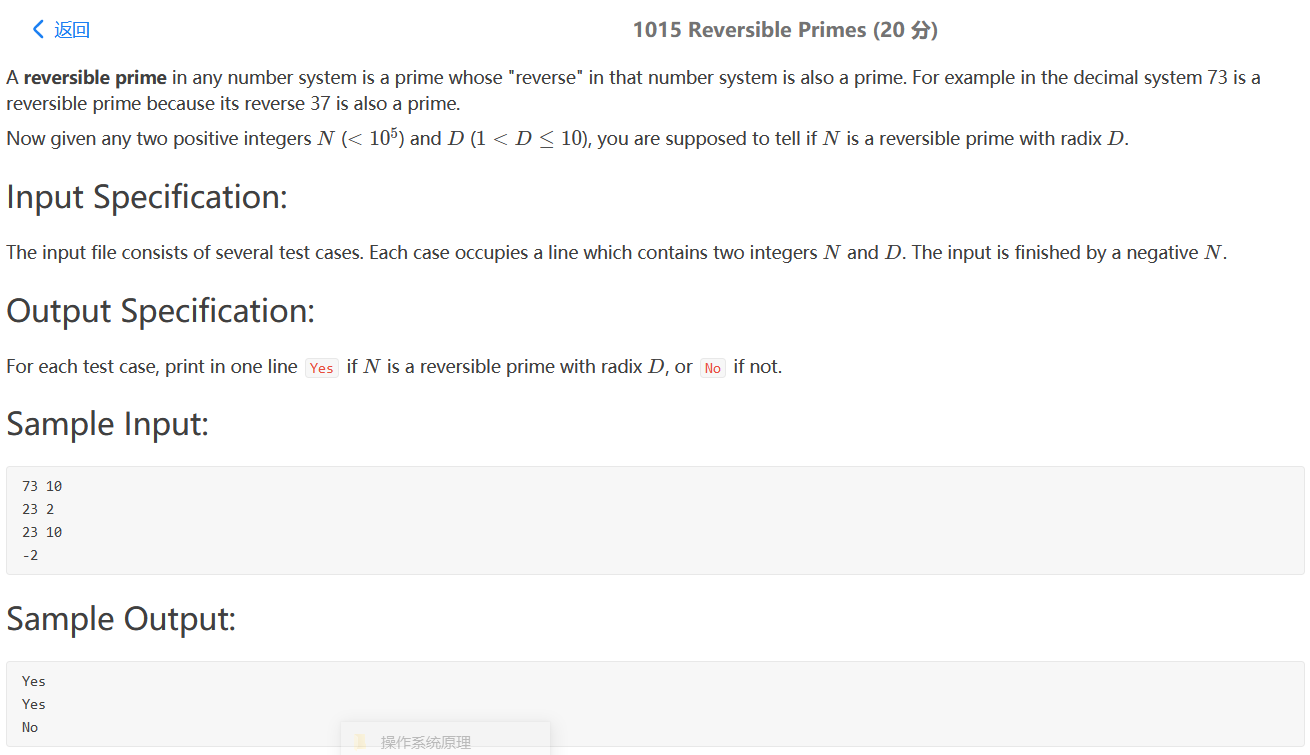 返回
1015 Reversible Primes (20 分)
A reversible prime in any number system is a prime whose "reverse" in that number system is also a prime. For example in the decimal system 73 is a
reversible prime because its reverse 37 is also a prime.
Now given any two positive integers N (< 10⁵) and D (1 < D ≤ 10), you are supposed to tell if N is a reversible prime with radix D.
Input Specification:
The input file consists of several test cases. Each case occupies a line which contains two integers N and D. The input is finished by a negative N.
Output Specification:
For each test case, print in one line Yes if N is a reversible prime with radix D, or No if not.
Sample Input:
73 10
23 2
23 10
-2
Sample Output:
Yes
Yes
No
操作系统原理